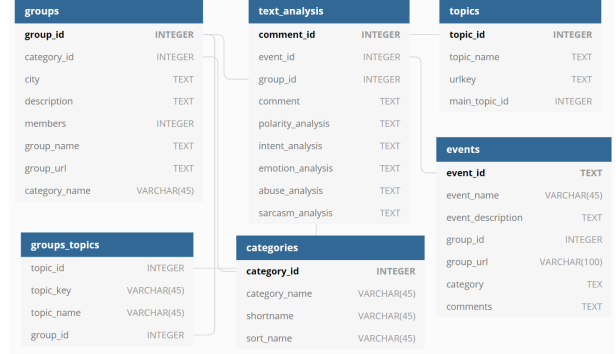 groups
group_id INTEGER
category_id INTEGER
city TEXT
description TEXT
members INTEGER
group_name TEXT
group_url TEXT
category_name VARCHAR(45)
text_analysis
comment_id INTEGER
event_id INTEGER
group_id INTEGER
comment TEXT
polarity_analysis TEXT
intent_analysis TEXT
emotion_analysis TEXT
abuse_analysis TEXT
sarcasm_analysis TEXT
topics
topic_id INTEGER
topic_name TEXT
urlkey TEXT
main_topic_id INTEGER
events
event_id TEXT
event_name VARCHAR(45)
event_description TEXT
group_id INTEGER
group_url VARCHAR(100)
category TEX
comments TEXT
groups_topics
topic_id INTEGER
topic_key VARCHAR(45)
topic_name VARCHAR(45)
group_id INTEGER
categories
category_id INTEGER
category_name VARCHAR(45)
shortname VARCHAR(45)
sort_name VARCHAR(45)